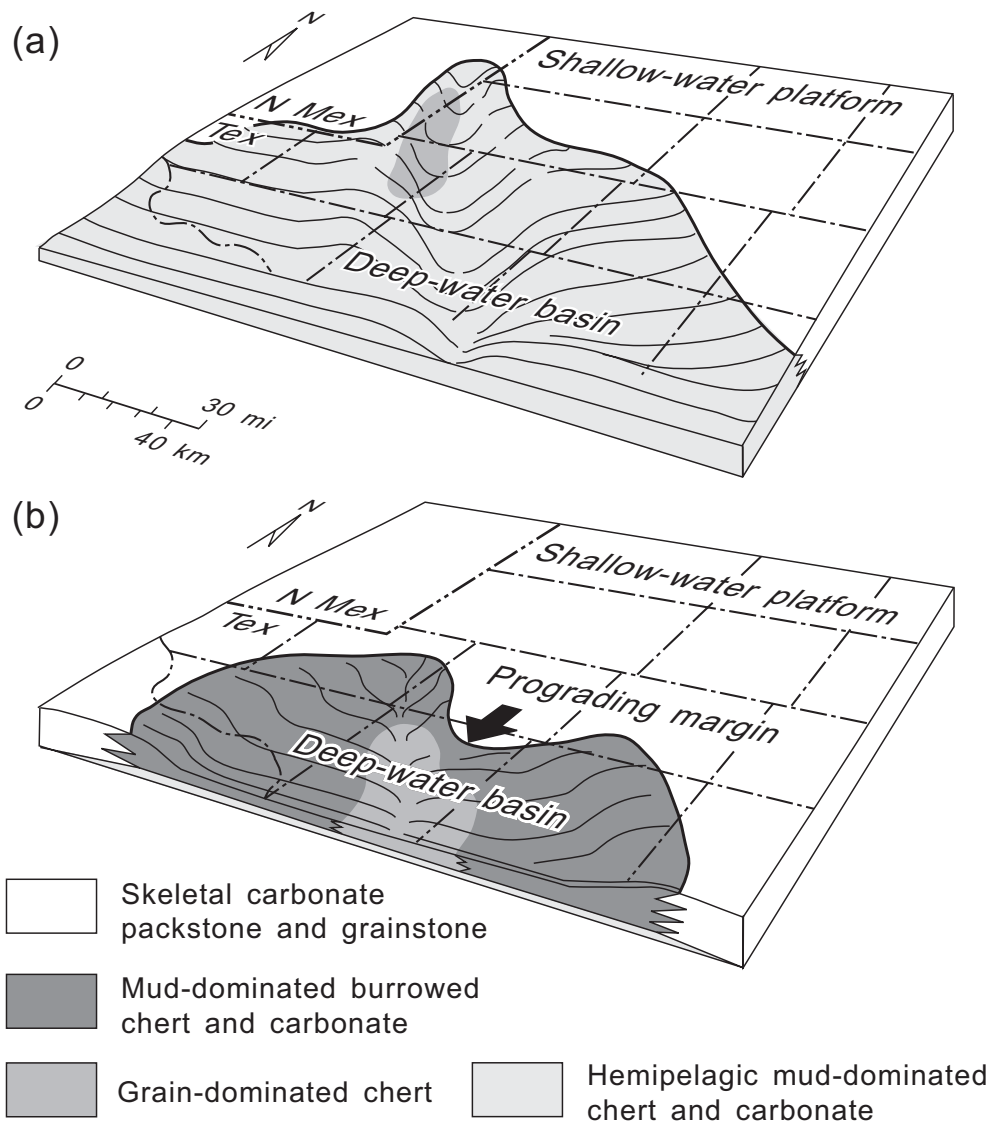 (a)
N
Shallow-water platform
N Mex
Tex
Deep-water basin
0
0
30 mi
40 km
(b)
N
Shallow-water platform
N Mex
Tex
Prograding margin
Deep-water basin
Skeletal carbonate
packstone and grainstone
Mud-dominated burrowed
chert and carbonate
Grain-dominated chert
Hemipelagic mud-dominated
chert and carbonate